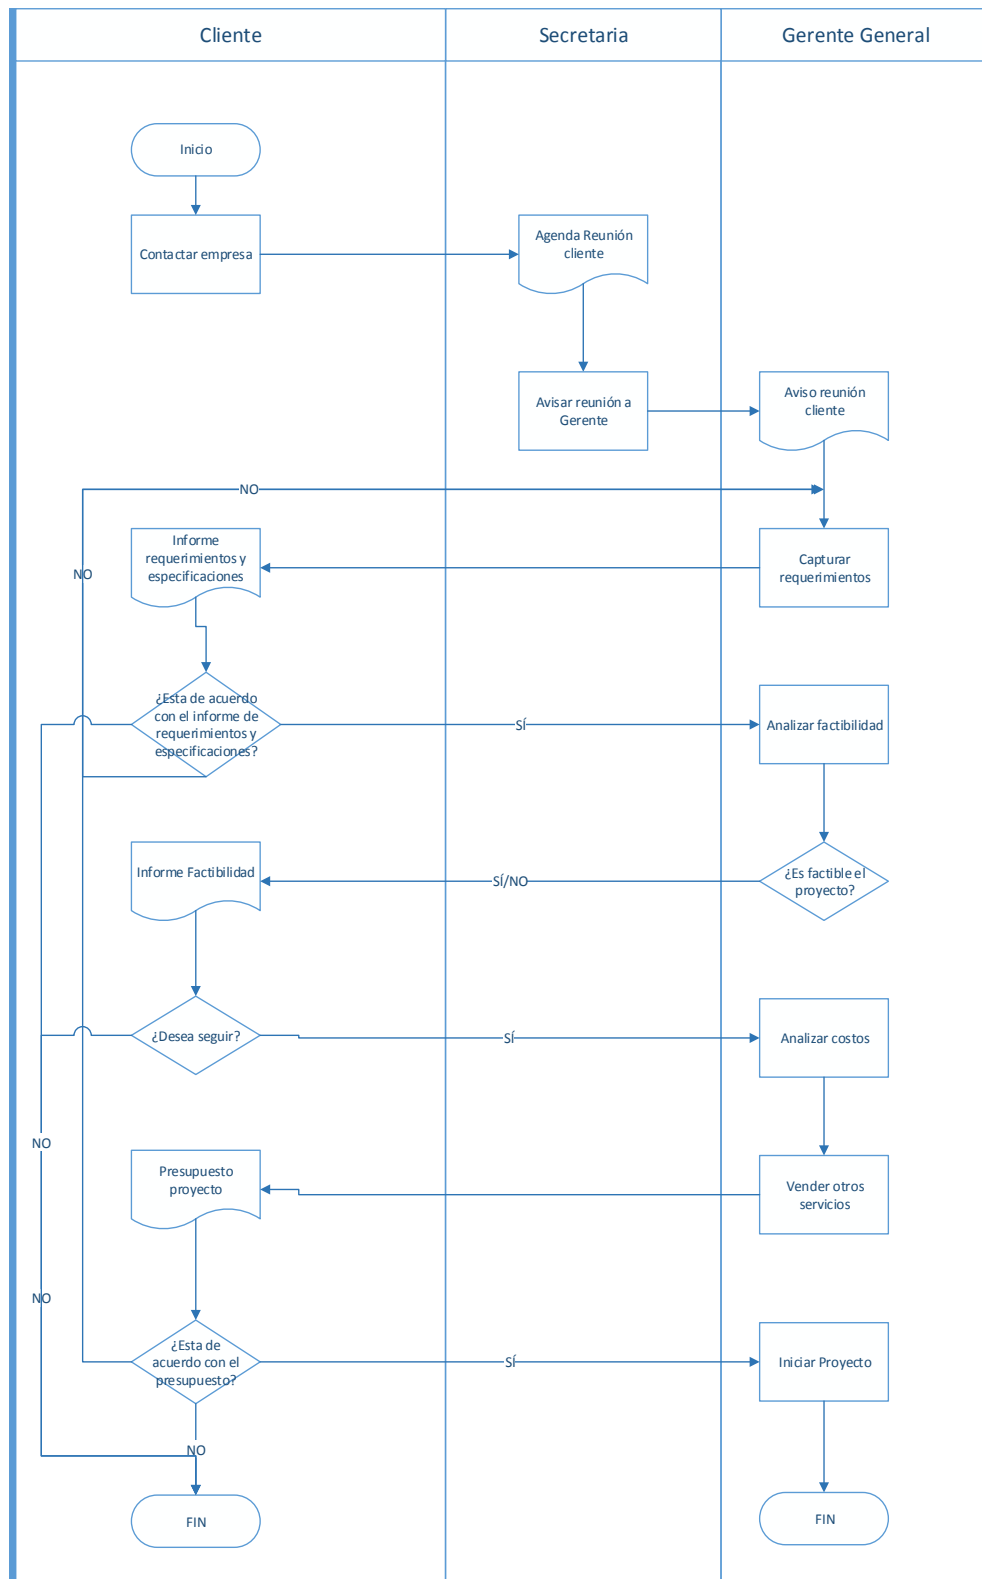 Cliente
Secretaria
Gerente General
Inicio
Contactar empresa
Agenda Reunión
cliente
Avisar reunión a
Gerente
Aviso reunión
cliente
NO
Informe
requerimientos y
especificaciones
Capturar
requerimientos
NO
¿Esta de acuerdo
con el informe de
requerimientos y
especificaciones?
SÍ
Analizar factibilidad
Informe Factibilidad
SÍ/NO
¿Es factible el
proyecto?
¿Desea seguir?
SÍ
Analizar costos
NO
Presupuesto
proyecto
Vender otros
servicios
NO
¿Esta de
acuerdo con el
presupuesto?
SÍ
Iniciar Proyecto
NO
FIN
FIN